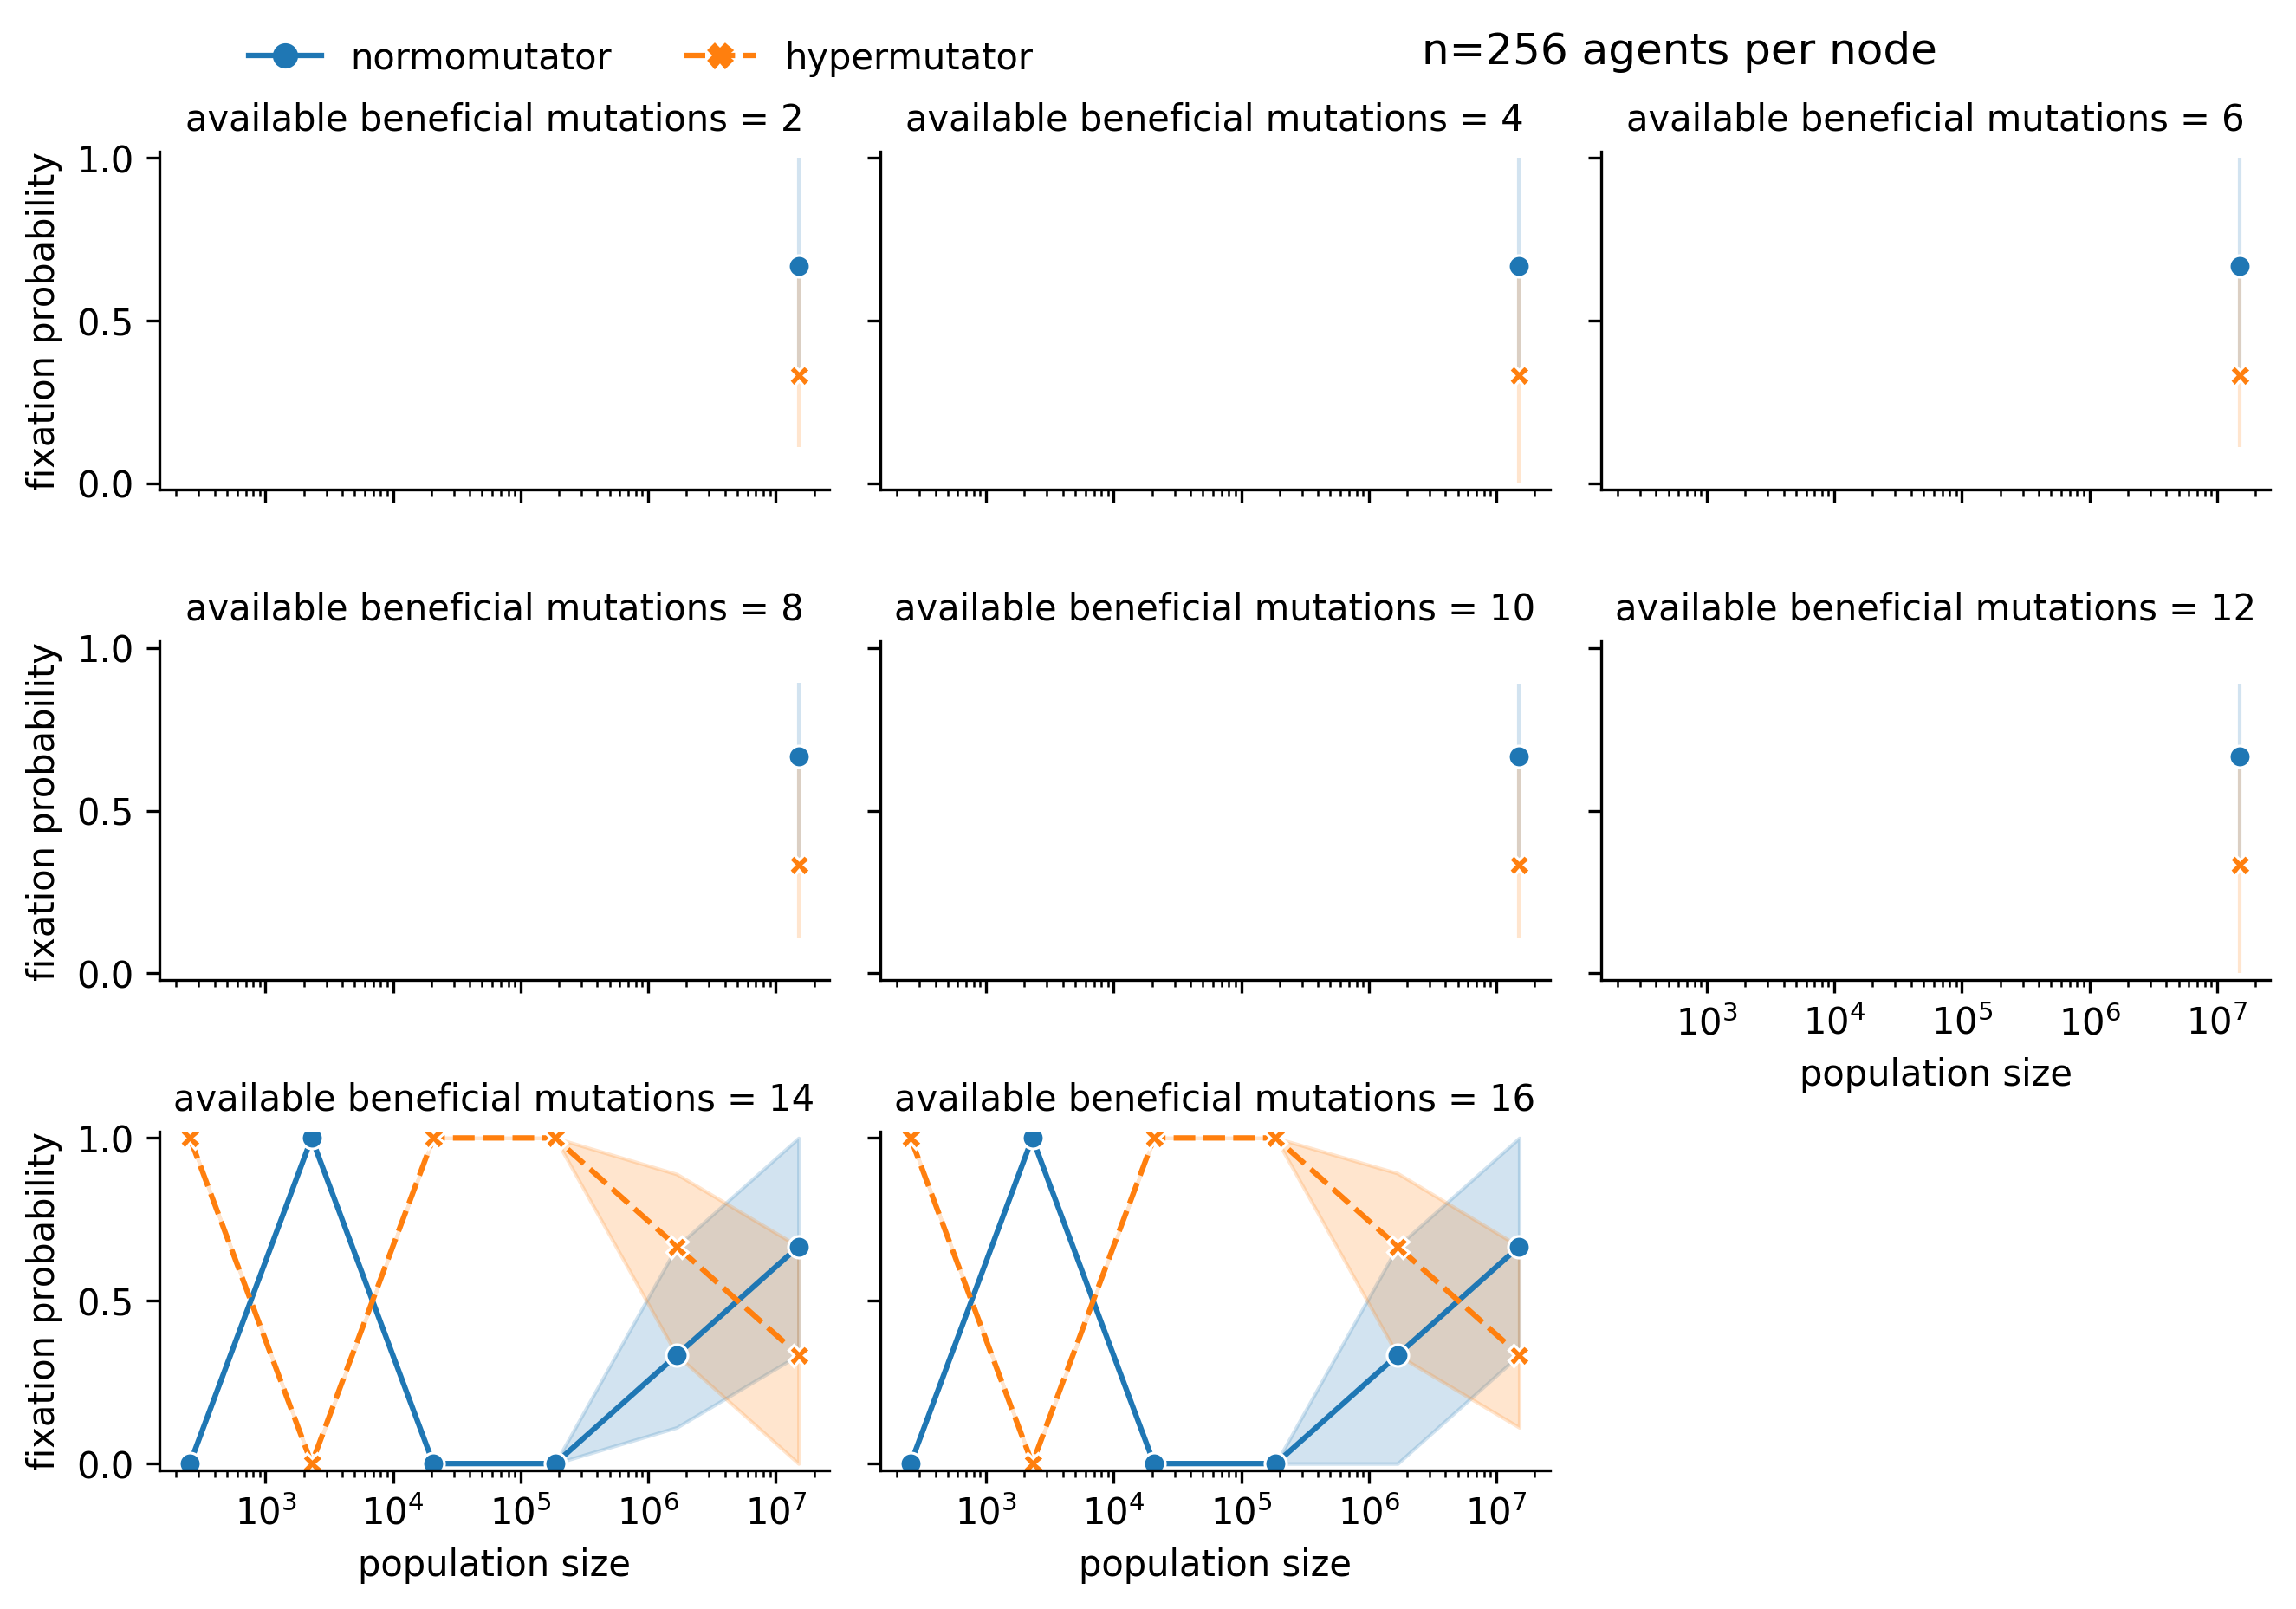 normomutator hypermutator n=256 agents per node
available beneficial mutations = 2 available beneficial mutations = 4 available beneficial mutations = 6
fixation probability
1.0
0.5
0.0
available beneficial mutations = 8 available beneficial mutations = 10 available beneficial mutations = 12
fixation probability
1.0
0.5
0.0
10³ 10⁴ 10⁵ 10⁶ 10⁷
population size
available beneficial mutations = 14 available beneficial mutations = 16
fixation probability
1.0
0.5
0.0
10³ 10⁴ 10⁵ 10⁶ 10⁷ 10³ 10⁴ 10⁵ 10⁶ 10⁷
population size population size